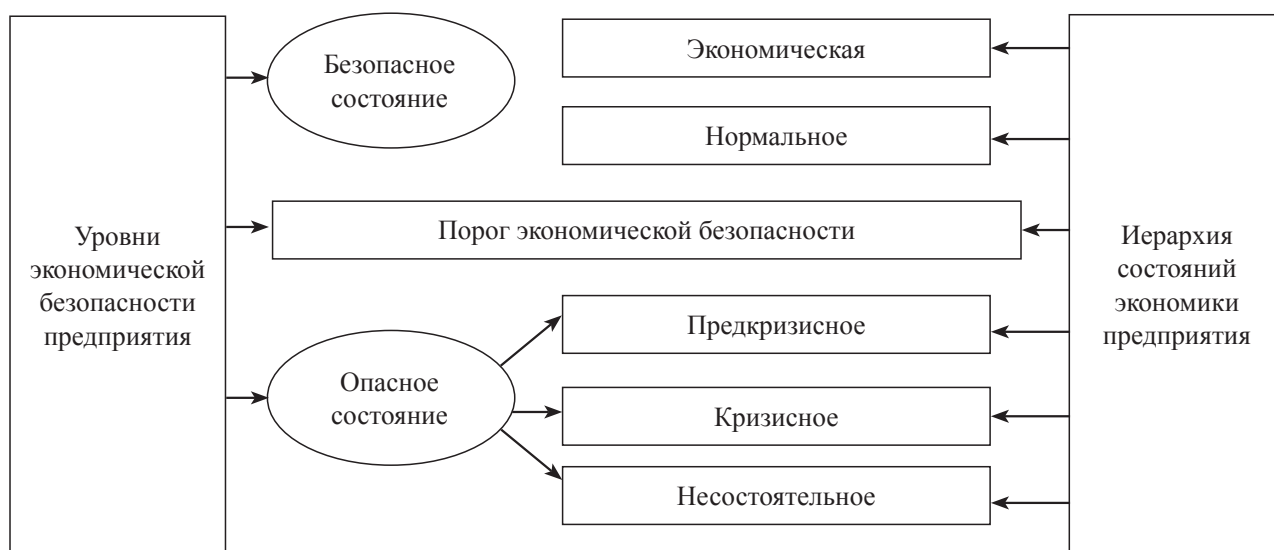 Уровни
экономической
безопасности
предприятия
Безопасное
состояние
Экономическая
Нормальное
Порог экономической безопасности
Опасное
состояние
Предкризисное
Кризисное
Несостоятельное
Иерархия
состояний
экономики
предприятия